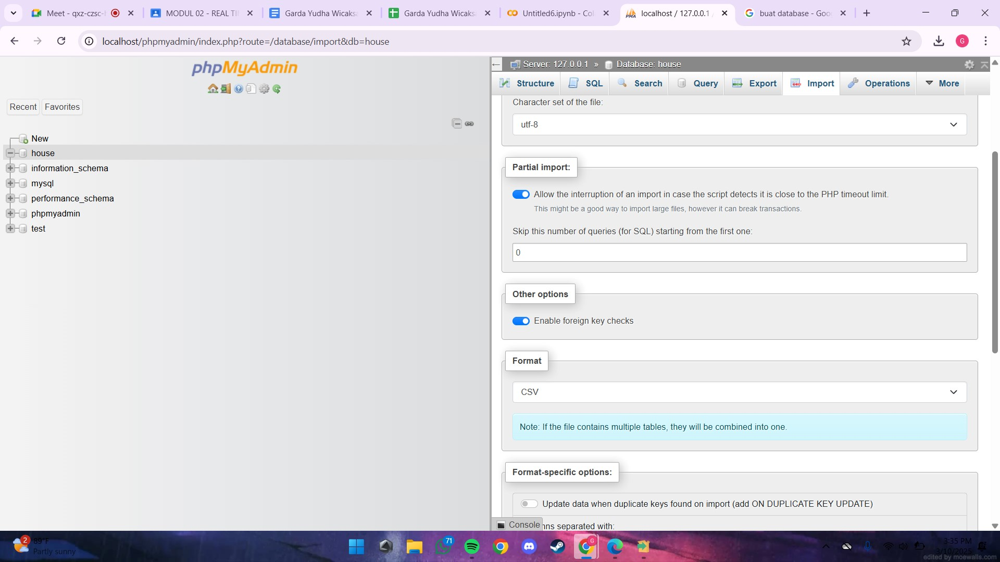 Meet - qxz-czsc-
MODUL 02 - REAL TI
Garda Yudha Wicaks
Garda Yudha Wicaks
Untitled6.ipynb - Co
localhost / 127.0.0.1
buat database - Goo
localhost/phpmyadmin/index.php?route=/database/import&db=house
G
phpMyAdmin
Recent
Favorites
New
house
information_schema
mysql
performance_schema
phpmyadmin
test
Server: 127.0.0.1 » Database: house
Structure
SQL
Search
Query
Export
Import
Operations
More
Character set of the file:
utf-8
Partial import:
Allow the interruption of an import in case the script detects it is close to the PHP timeout limit.
This might be a good way to import large files, however it can break transactions.
Skip this number of queries (for SQL) starting from the first one:
0
Other options
Enable foreign key checks
Format
CSV
Note: If the file contains multiple tables, they will be combined into one.
Format-specific options:
Update data when duplicate keys found on import (add ON DUPLICATE KEY UPDATE)
Console
separated with:
2
89°F
Partly sunny
71
G
3:35 PM
3/10/2025
edited by moewalls.com